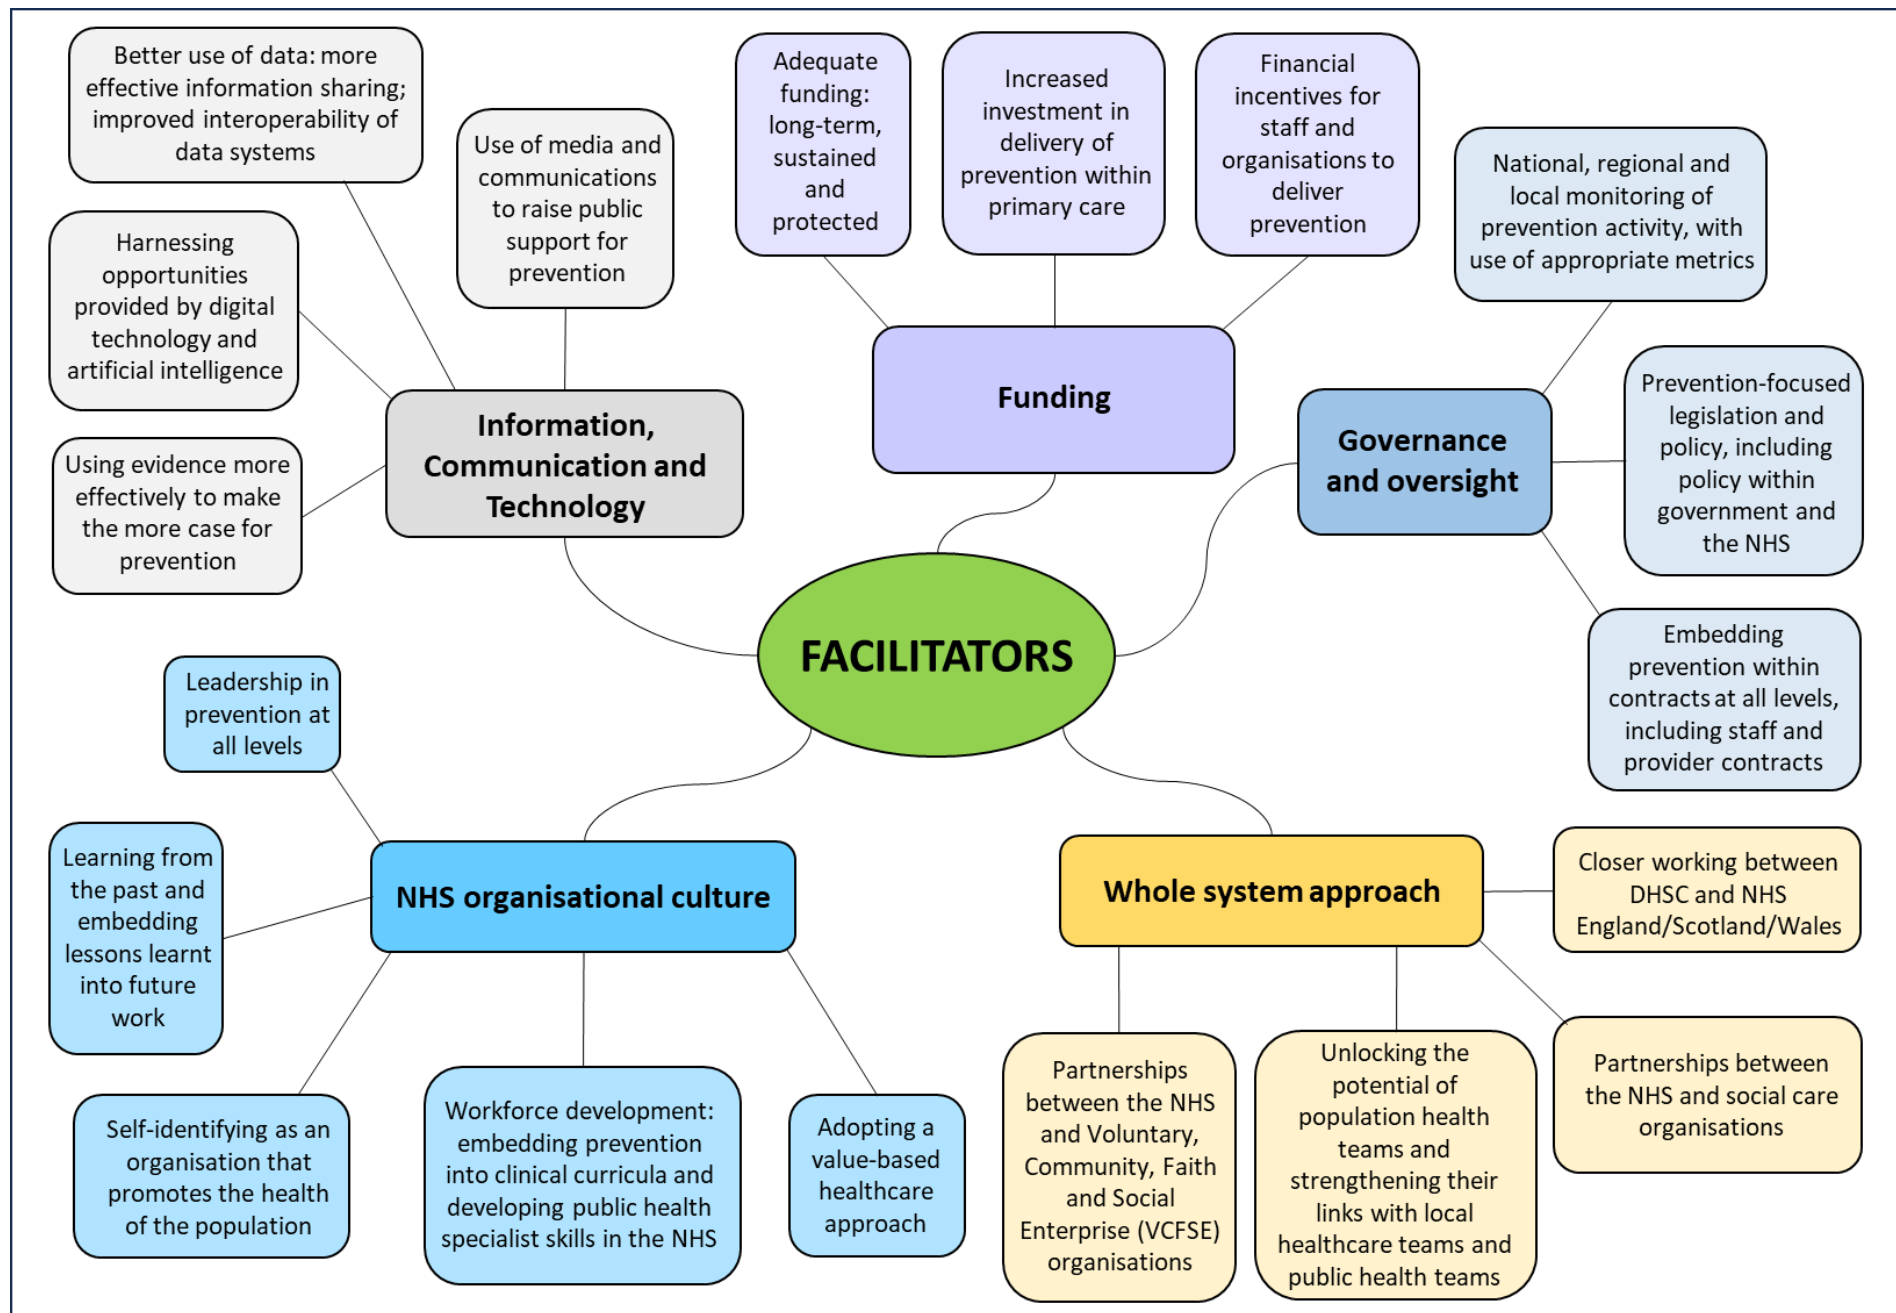 Better use of data: more
effective information sharing;
improved interoperability of
data systems
Use of media and
communications
to raise public
support for
prevention
Harnessing
opportunities
provided by digital
technology and
artificial intelligence
Using evidence more
effectively to make
the more case for
prevention
Information,
Communication and
Technology
Adequate
funding:
long-term,
sustained
and
protected
Increased
investment in
delivery of
prevention within
primary care
Financial
incentives for
staff and
organisations to
deliver
prevention
Funding
National, regional and
local monitoring of
prevention activity, with
use of appropriate metrics
Prevention-focused
legislation and
policy, including
policy within
government and
the NHS
Embedding
prevention within
contracts at all levels,
including staff and
provider contracts
Governance
and oversight
FACILITATORS
Leadership in
prevention at
all levels
Learning from
the past and
embedding
lessons learnt
into future
work
NHS organisational culture
Self-identifying as an
organisation that
promotes the health
of the population
Workforce development:
embedding prevention
into clinical curricula and
developing public health
specialist skills in the NHS
Adopting a
value-based
healthcare
approach
Whole system approach
Closer working between
DHSC and NHS
England/Scotland/Wales
Partnerships between
the NHS and social care
organisations
Partnerships
between the NHS
and Voluntary,
Community, Faith
and Social
Enterprise (VCFSE)
organisations
Unlocking the
potential of
population health
teams and
strengthening their
links with local
healthcare teams and
public health teams